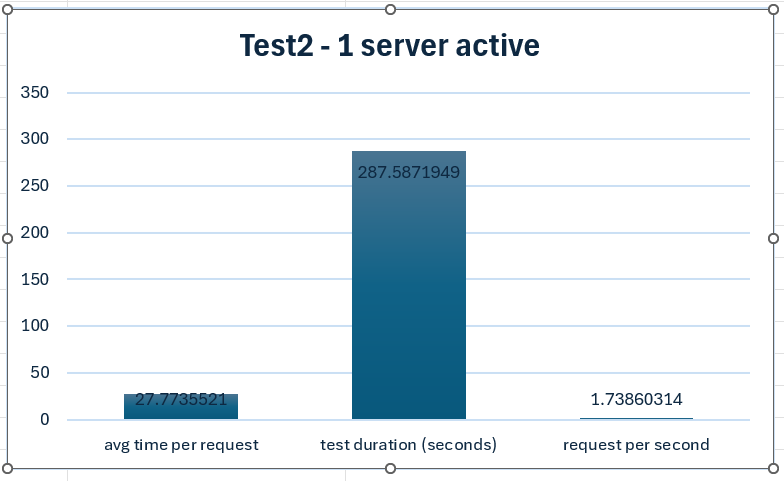 Test2 - 1 server active
350
300
250
200
150
100
50
0
287.5871949
27.7735521
1.73860314
avg time per request
test duration (seconds)
request per second